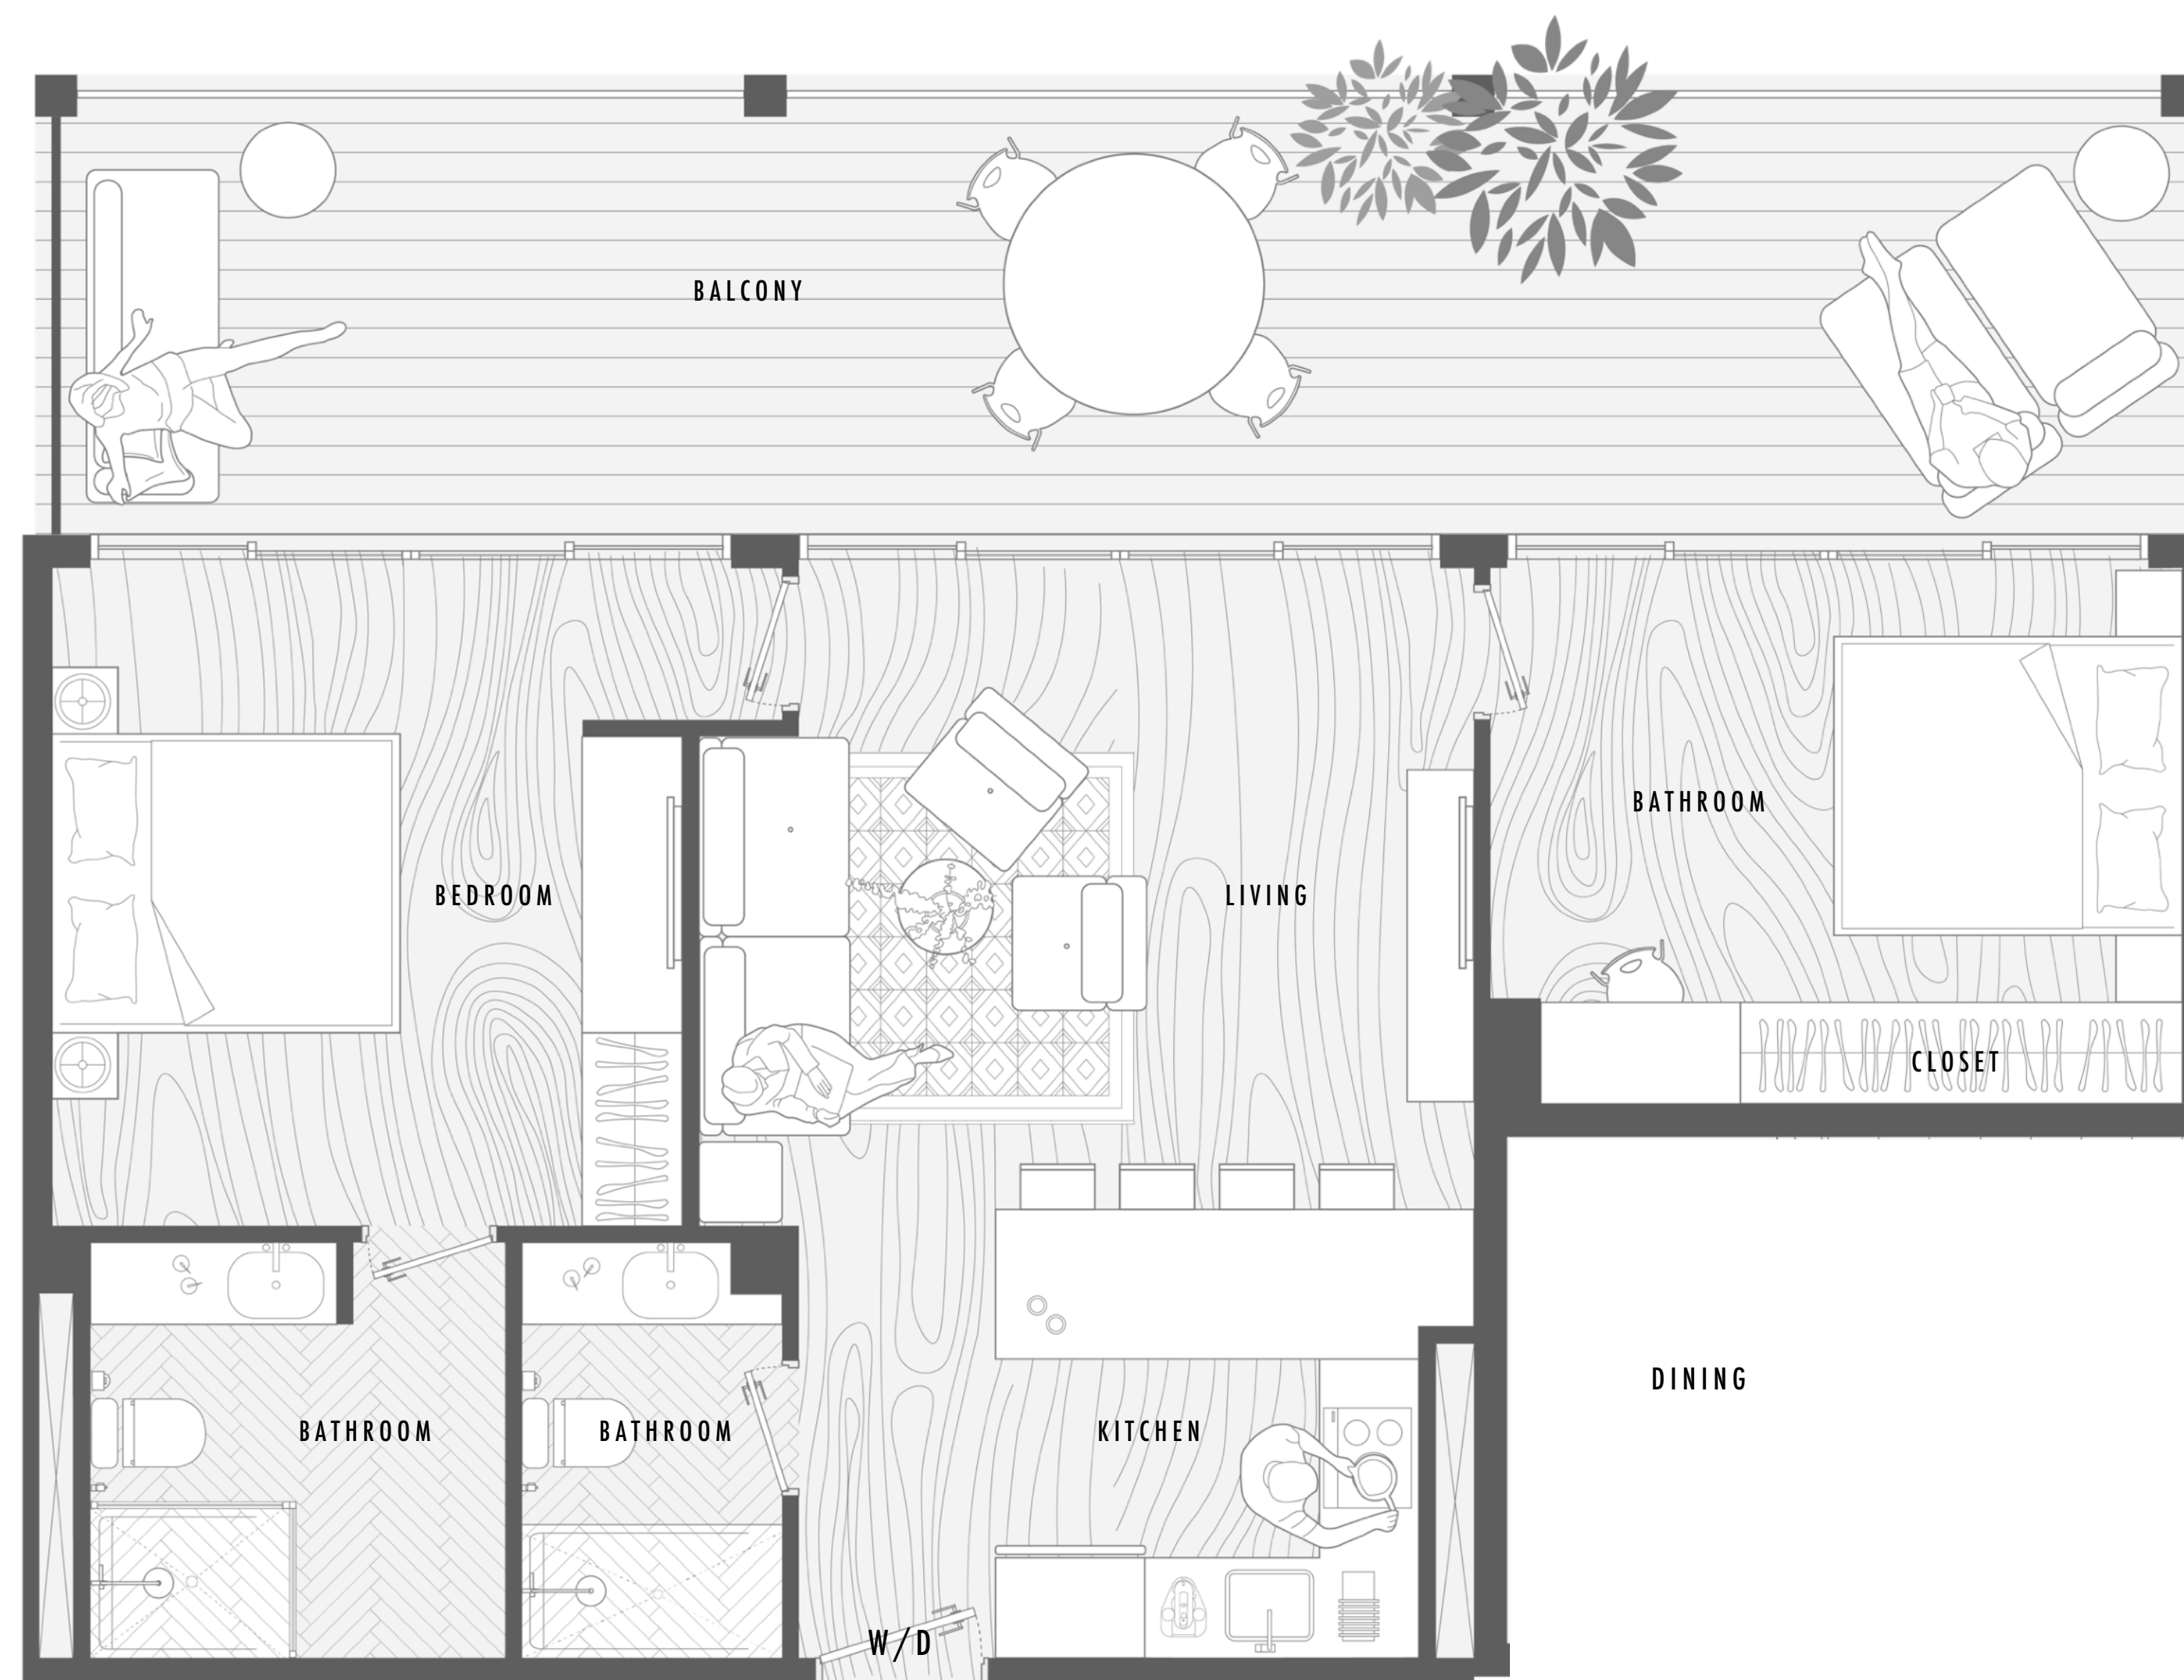 BALCONY
BATHROOM
BEDROOM
LIVING
CLOSET
DINING
BATHROOM
BATHROOM
KITCHEN
W/D